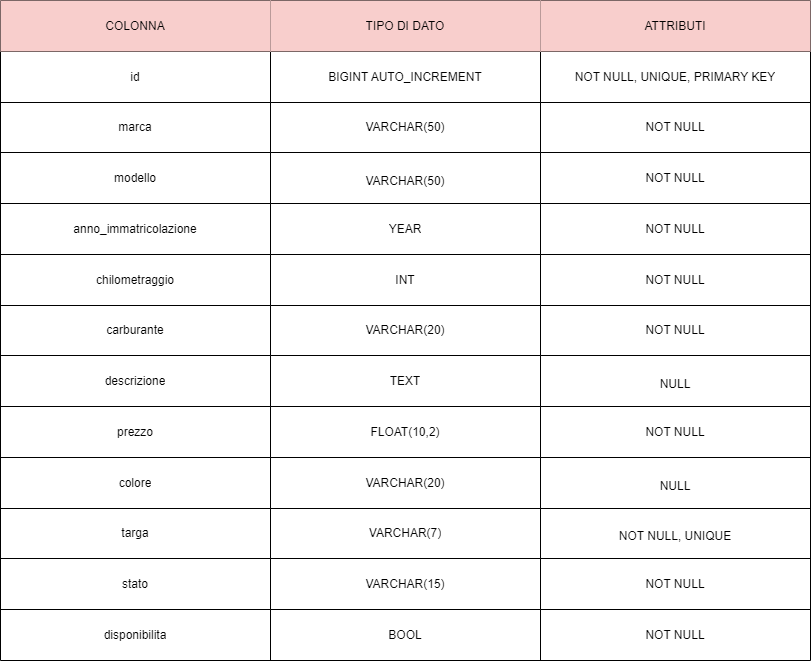 COLONNA TIPO DI DATO ATTRIBUTI
id BIGINT AUTO_INCREMENT NOT NULL, UNIQUE, PRIMARY KEY
marca VARCHAR(50) NOT NULL
modello VARCHAR(50) NOT NULL
anno_immatricolazione YEAR NOT NULL
chilometraggio INT NOT NULL
carburante VARCHAR(20) NOT NULL
descrizione TEXT NULL
prezzo FLOAT(10,2) NOT NULL
colore VARCHAR(20) NULL
targa VARCHAR(7) NOT NULL, UNIQUE
stato VARCHAR(15) NOT NULL
disponibilita BOOL NOT NULL